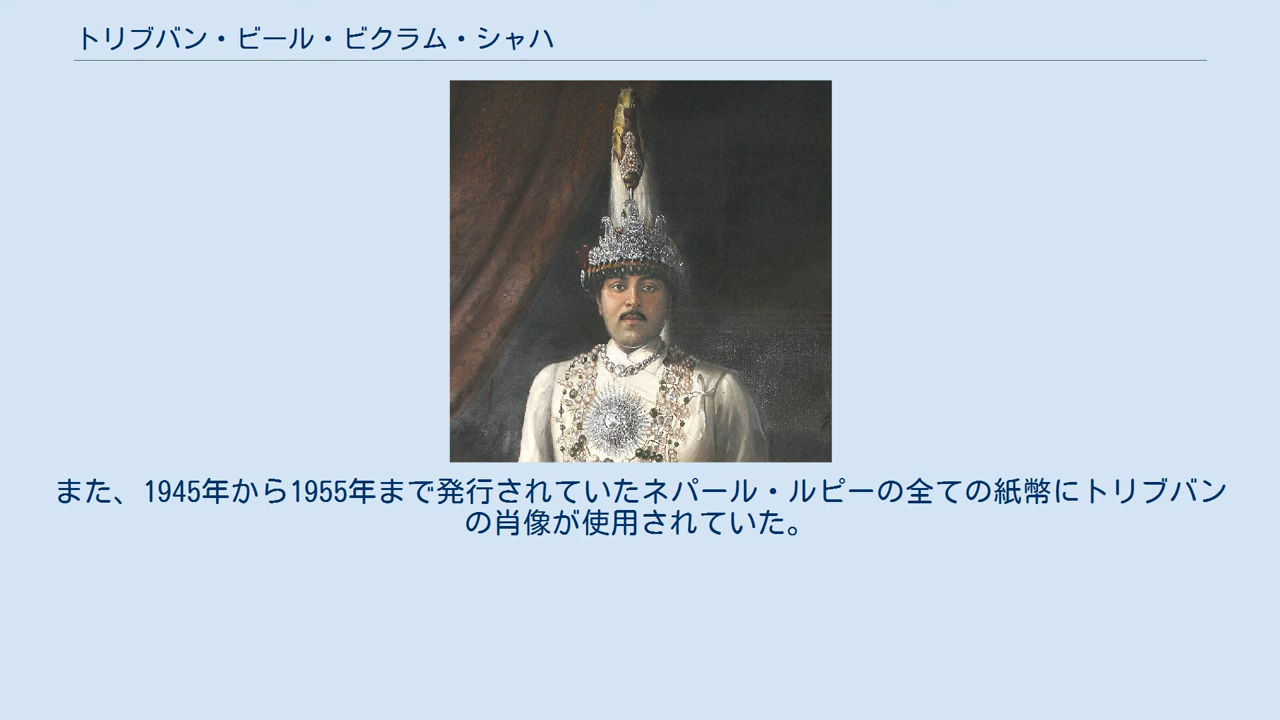 トリブバン・ビール・ビクラム・シャハ
また、1945年から1955年まで発行されていたネパール・ルピーの全ての紙幣にトリブバン
の肖像が使用されていた。